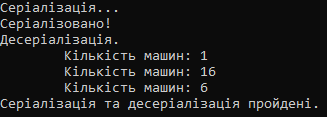 Серіалізація...
Серіалізовано!
Десеріалізація.
Кількість машин: 1
Кількість машин: 16
Кількість машин: 6
Серіалізація та десеріалізація пройдені.